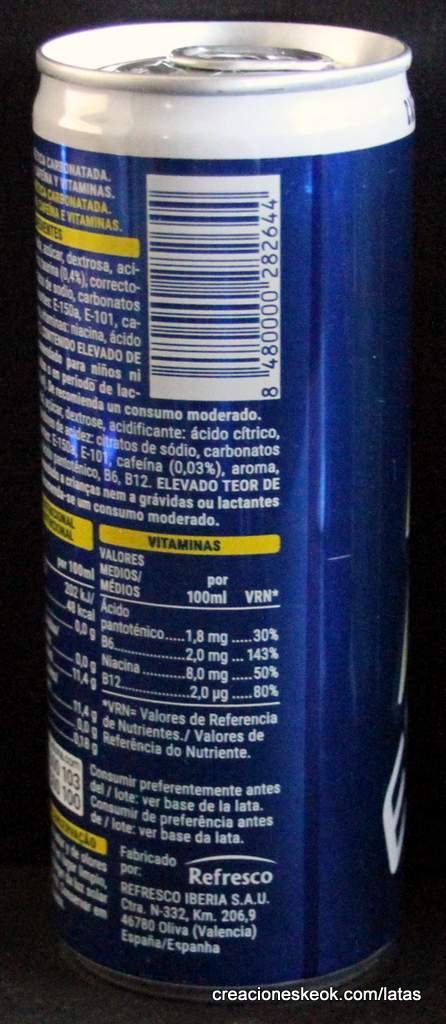 CARBONATADA.
CAFEÍNA Y VITAMINAS.
CARBONATADA.
CAFEÍNA E VITAMINAS.
azúcar, dextrosa, aci-
(0,4%), correcto-
de sodio, carbonatos
E-150a, E-101, ca-
niacina, ácido
CONTENIDO ELEVADO DE
para niños ni
período de lac-
Se recomienda un consumo moderado.
dextrose, acidificante: ácido cítrico,
de acidez: citratos de sódio, carbonatos
E-150a, E-101, cafeína (0,03%), aroma,
pantoténico, B6, B12. ELEVADO TEOR DE
a crianças nem a grávidas ou lactantes
um consumo moderado.
8 480000 282644
VITAMINAS
VALORES
MEDIOS/
MÉDIOS
por
100ml VRN*
Ácido
pantoténico.....1,8 mg .....30%
B6..................2,0 mg ... 143%
Niacina ..........8,0 mg .....50%
B12................2,0 µg .....80%
*VRN= Valores de Referencia
de Nutrientes./ Valores de
Referência do Nutriente.
por 100ml
202 kJ/
48 kcal
0,0 g
0,0 g
11,4 g
11,4 g
0,0 g
0,18 g
103
100
Consumir preferentemente antes
del / lote: ver base de la lata.
Consumir de preferência antes
de / lote: ver base da lata.
Fabricado
por:
Refresco
REFRESCO IBERIA S.A.U.
Ctra. N-332, Km. 206,9
46780 Oliva (Valencia)
España/Espanha
creacioneskeok.com/latas